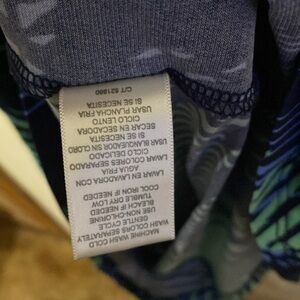 MACHINE WASH COLD
WASH COLORS SEPARATELY
GENTLE CYCLE
USE NON-CHLORINE
BLEACH IF NEEDED
TUMBLE DRY LOW
COOL IRON IF NEEDED
LAVAR EN LAVADORA CON
AGUA FRIA
LAVAR COLORES SEPARADO
CICLO DELICADO
USAR BLANQUEADOR SIN CLORO
SI SE NECESITA
SECAR EN SECADORA
CICLO LENTO
USAR PLANCHA FRIA
SI SE NECESITA
C/T 521960